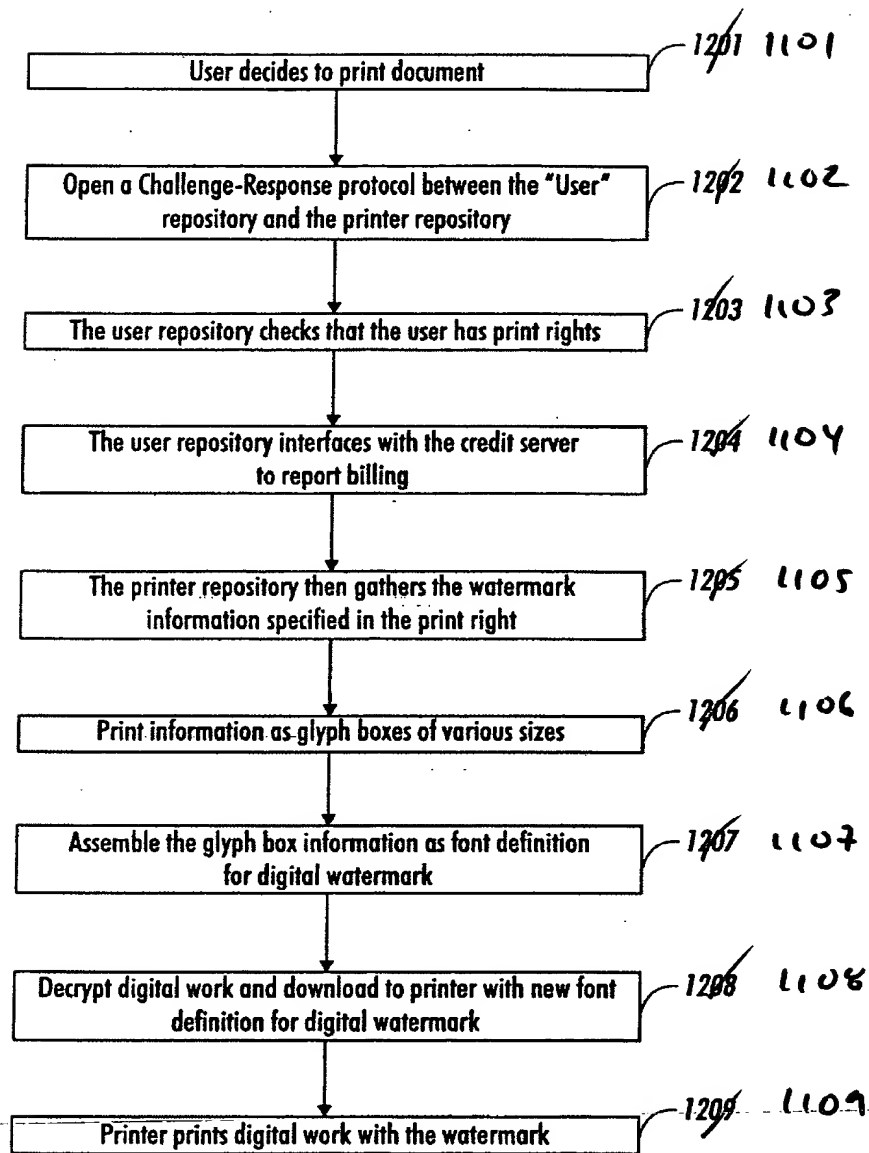 1201 1101
User decides to print document
1202 1102
Open a Challenge-Response protocol between the "User"
repository and the printer repository
1203 1103
The user repository checks that the user has print rights
1204 1104
The user repository interfaces with the credit server
to report billing
1205 1105
The printer repository then gathers the watermark
information specified in the print right
1206 1106
Print information as glyph boxes of various sizes
1207 1107
Assemble the glyph box information as font definition
for digital watermark
1208 1108
Decrypt digital work and download to printer with new font
definition for digital watermark
1209 1109
Printer prints digital work with the watermark